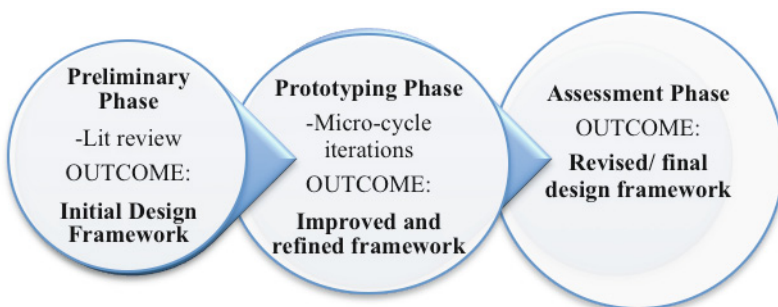 Preliminary
Phase
-Lit review
OUTCOME:
Initial Design
Framework
Prototyping Phase
-Micro-cycle
iterations
OUTCOME:
Improved and
refined framework
Assessment Phase
OUTCOME:
Revised/ final
design framework